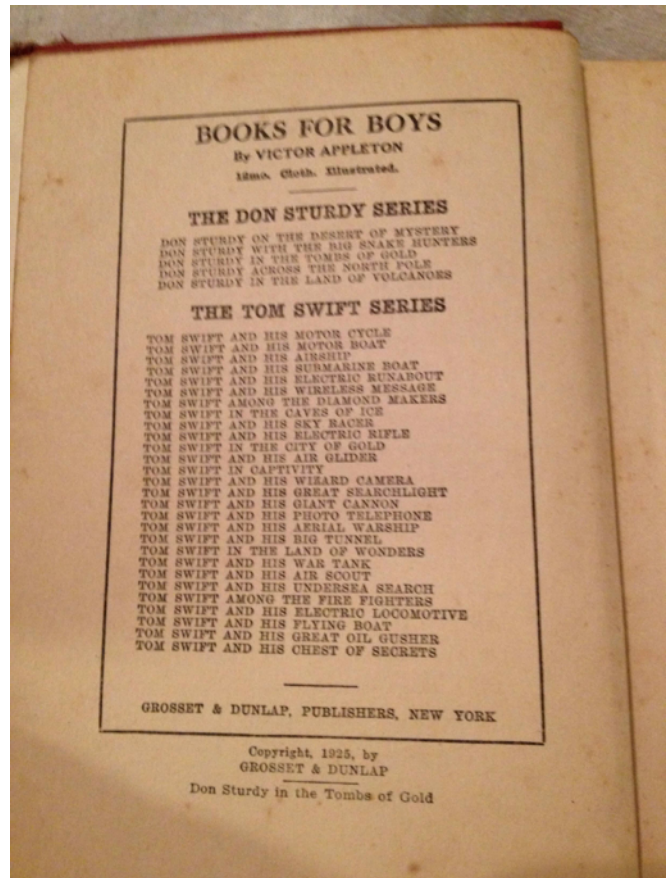 BOOKS FOR BOYS
By VICTOR APPLETON
12mo. Cloth. Illustrated.
THE DON STURDY SERIES
DON STURDY ON THE DESERT OF MYSTERY
DON STURDY WITH THE BIG SNAKE HUNTERS
DON STURDY IN THE TOMBS OF GOLD
DON STURDY ACROSS THE NORTH POLE
DON STURDY IN THE LAND OF VOLCANOES
THE TOM SWIFT SERIES
TOM SWIFT AND HIS MOTOR CYCLE
TOM SWIFT AND HIS MOTOR BOAT
TOM SWIFT AND HIS AIRSHIP
TOM SWIFT AND HIS SUBMARINE BOAT
TOM SWIFT AND HIS ELECTRIC RUNABOUT
TOM SWIFT AND HIS WIRELESS MESSAGE
TOM SWIFT AMONG THE DIAMOND MAKERS
TOM SWIFT IN THE CAVES OF ICE
TOM SWIFT AND HIS SKY RACER
TOM SWIFT AND HIS ELECTRIC RIFLE
TOM SWIFT IN THE CITY OF GOLD
TOM SWIFT AND HIS AIR GLIDER
TOM SWIFT IN CAPTIVITY
TOM SWIFT AND HIS WIZARD CAMERA
TOM SWIFT AND HIS GREAT SEARCHLIGHT
TOM SWIFT AND HIS GIANT CANNON
TOM SWIFT AND HIS PHOTO TELEPHONE
TOM SWIFT AND HIS AERIAL WARSHIP
TOM SWIFT AND HIS BIG TUNNEL
TOM SWIFT IN THE LAND OF WONDERS
TOM SWIFT AND HIS WAR TANK
TOM SWIFT AND HIS AIR SCOUT
TOM SWIFT AND HIS UNDERSEA SEARCH
TOM SWIFT AMONG THE FIRE FIGHTERS
TOM SWIFT AND HIS ELECTRIC LOCOMOTIVE
TOM SWIFT AND HIS FLYING BOAT
TOM SWIFT AND HIS GREAT OIL GUSHER
TOM SWIFT AND HIS CHEST OF SECRETS
GROSSET & DUNLAP, PUBLISHERS, NEW YORK
Copyright, 1925, by
GROSSET & DUNLAP
Don Sturdy in the Tombs of Gold